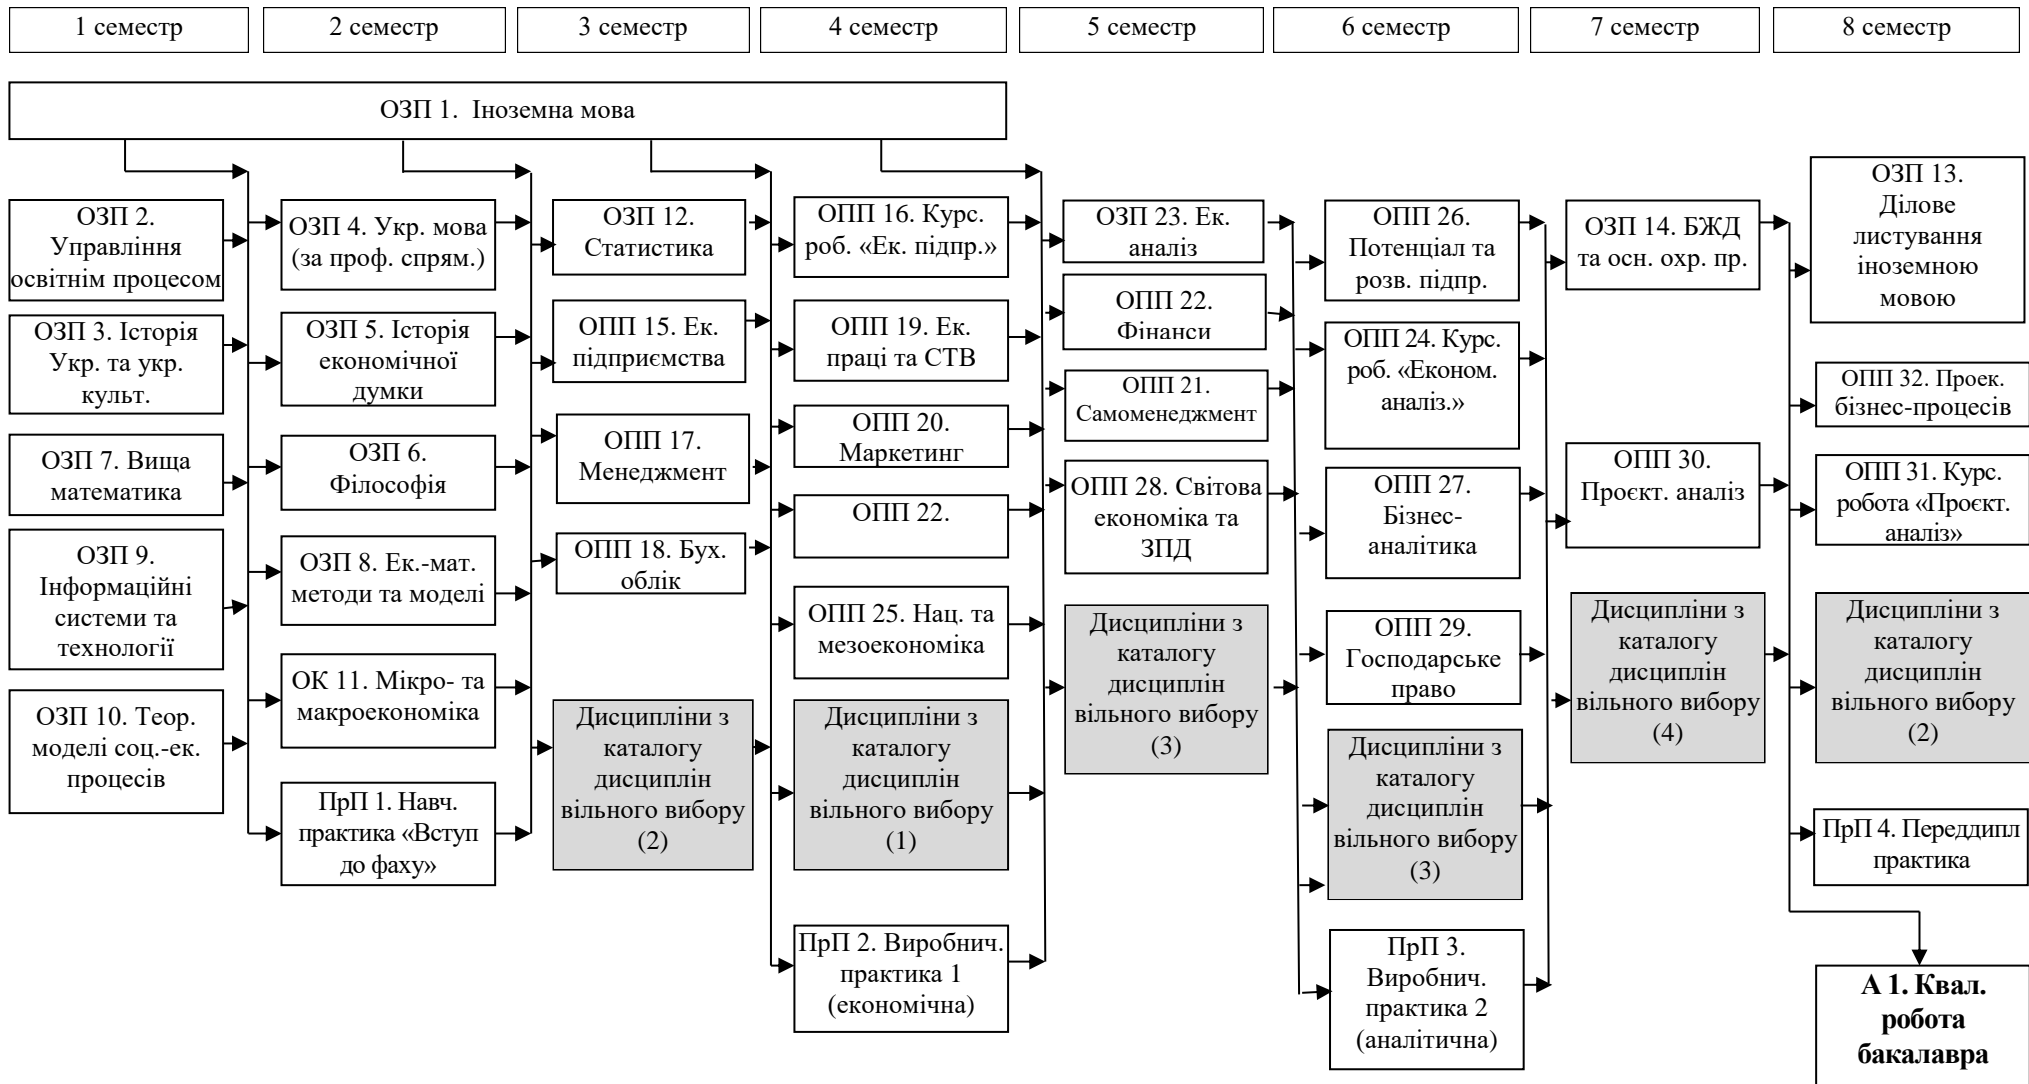 1 семестр
2 семестр
3 семестр
4 семестр
5 семестр
6 семестр
7 семестр
8 семестр
ОЗП 1. Іноземна мова
ОЗП 2.
Управління
освітнім процесом
ОЗП 3. Історія
Укр. та укр.
культ.
ОЗП 7. Вища
математика
ОЗП 9.
Інформаційні
системи та
технології
ОЗП 10. Теор.
моделі соц.-ек.
процесів
ОЗП 4. Укр. мова
(за проф. спрям.)
ОЗП 5. Історія
економічної
думки
ОЗП 6.
Філософія
ОЗП 8. Ек.-мат.
методи та моделі
ОК 11. Мікро- та
макроекономіка
ПрП 1. Навч.
практика «Вступ
до фаху»
ОЗП 12.
Статистика
ОПП 15. Ек.
підприємства
ОПП 17.
Менеджмент
ОПП 18. Бух.
облік
Дисципліни з
каталогу
дисциплін
вільного вибору
(2)
ОПП 16. Курс.
роб. «Ек. підпр.»
ОПП 19. Ек.
праці та СТВ
ОПП 20.
Маркетинг
ОПП 22.
ОПП 25. Нац. та
мезоекономіка
Дисципліни з
каталогу
дисциплін
вільного вибору
(1)
ПрП 2. Виробнич.
практика 1
(економічна)
ОЗП 23. Ек.
аналіз
ОПП 22.
Фінанси
ОПП 21.
Самоменеджмент
ОПП 28. Світова
економіка та
ЗПД
Дисципліни з
каталогу
дисциплін
вільного вибору
(3)
ОПП 26.
Потенціал та
розв. підпр.
ОПП 24. Курс.
роб. «Економ.
аналіз.»
ОПП 27.
Бізнес-
аналітика
ОПП 29.
Господарське
право
Дисципліни з
каталогу
дисциплін
вільного вибору
(3)
ПрП 3.
Виробнич.
практика 2
(аналітична)
ОЗП 14. БЖД
та осн. охр. пр.
ОПП 30.
Проєкт. аналіз
Дисципліни з
каталогу
дисциплін
вільного вибору
(4)
ОЗП 13.
Ділове
листування
іноземною
мовою
ОПП 32. Проек.
бізнес-процесів
ОПП 31. Курс.
робота «Проєкт.
аналіз»
Дисципліни з
каталогу
дисциплін
вільного вибору
(2)
ПрП 4. Переддипл
практика
А 1. Квал.
робота
бакалавра